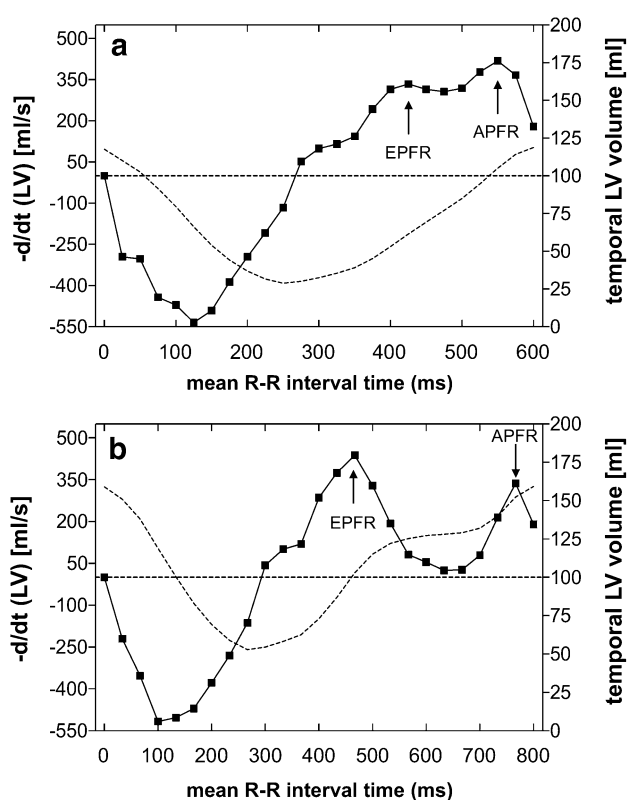 a
-d/dt (LV) [ml/s]
500
350
200
50
-100
-250
-400
-550
EPFR
APFR
200
175
150
125
100
75
50
25
0
temporal LV volume [ml]
0 100 200 300 400 500 600
mean R-R interval time (ms)
b
-d/dt (LV) [ml/s]
500
350
200
50
-100
-250
-400
-550
APFR
EPFR
200
175
150
125
100
75
50
25
0
temporal LV volume [ml]
0 100 200 300 400 500 600 700 800
mean R-R interval time (ms)